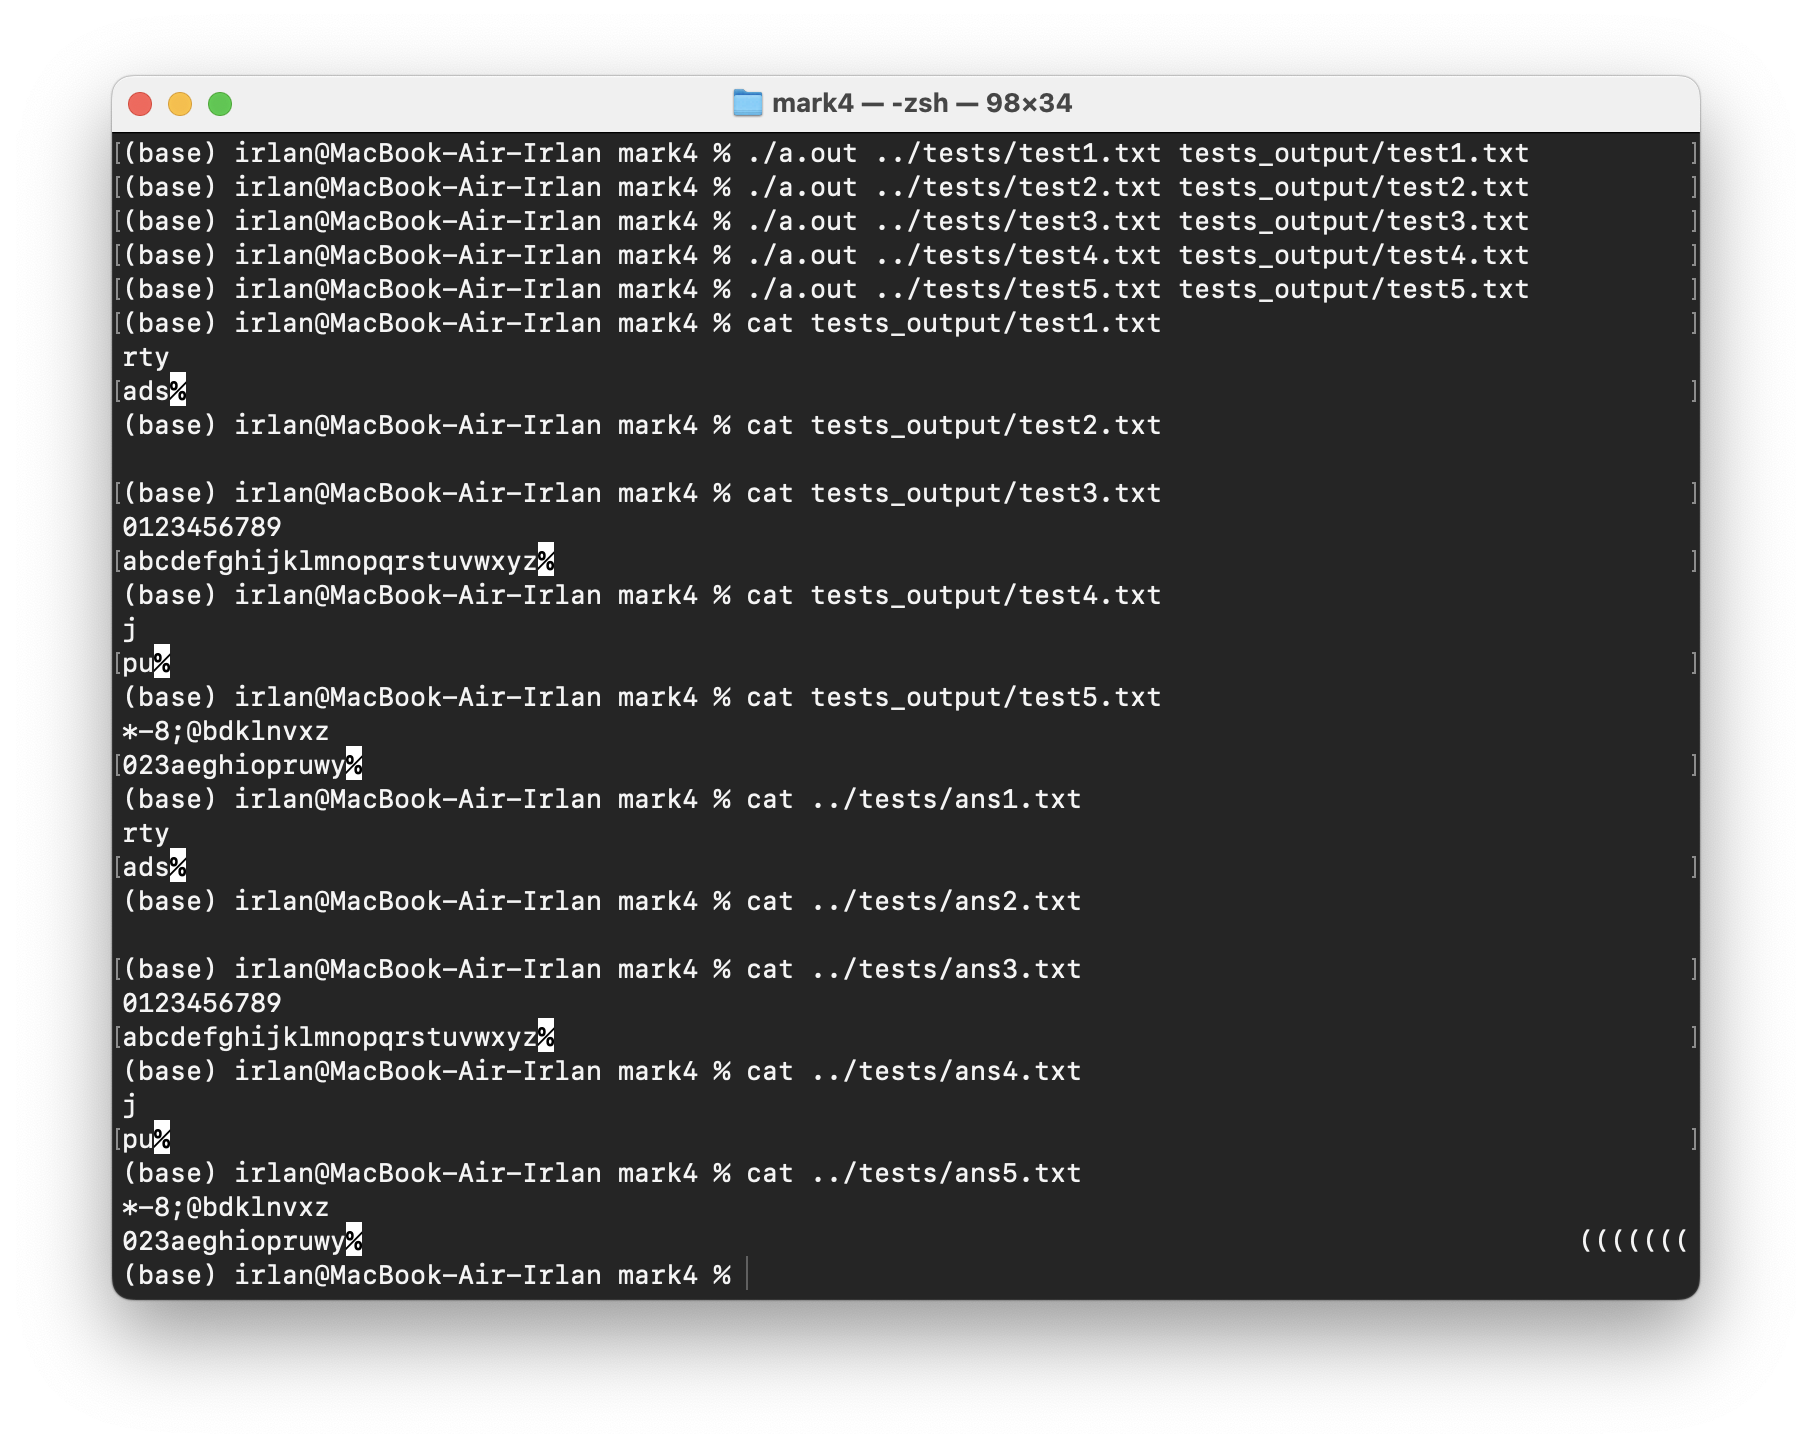 mark4 — -zsh — 98×34
[(base) irlan@MacBook-Air-Irlan mark4 % ./a.out ../tests/test1.txt tests_output/test1.txt ]
[(base) irlan@MacBook-Air-Irlan mark4 % ./a.out ../tests/test2.txt tests_output/test2.txt ]
[(base) irlan@MacBook-Air-Irlan mark4 % ./a.out ../tests/test3.txt tests_output/test3.txt ]
[(base) irlan@MacBook-Air-Irlan mark4 % ./a.out ../tests/test4.txt tests_output/test4.txt ]
[(base) irlan@MacBook-Air-Irlan mark4 % ./a.out ../tests/test5.txt tests_output/test5.txt ]
[(base) irlan@MacBook-Air-Irlan mark4 % cat tests_output/test1.txt ]
rty
[ads% ]
(base) irlan@MacBook-Air-Irlan mark4 % cat tests_output/test2.txt

[(base) irlan@MacBook-Air-Irlan mark4 % cat tests_output/test3.txt ]
0123456789
[abcdefghijklmnopqrstuvwxyz% ]
(base) irlan@MacBook-Air-Irlan mark4 % cat tests_output/test4.txt
j
[pu% ]
(base) irlan@MacBook-Air-Irlan mark4 % cat tests_output/test5.txt
*-8;@bdklnvxz
[023aeghiopruwy% ]
(base) irlan@MacBook-Air-Irlan mark4 % cat ../tests/ans1.txt
rty
[ads% ]
(base) irlan@MacBook-Air-Irlan mark4 % cat ../tests/ans2.txt

[(base) irlan@MacBook-Air-Irlan mark4 % cat ../tests/ans3.txt ]
0123456789
[abcdefghijklmnopqrstuvwxyz% ]
(base) irlan@MacBook-Air-Irlan mark4 % cat ../tests/ans4.txt
j
[pu% ]
(base) irlan@MacBook-Air-Irlan mark4 % cat ../tests/ans5.txt
*-8;@bdklnvxz
023aeghiopruwy% (((((((
(base) irlan@MacBook-Air-Irlan mark4 %